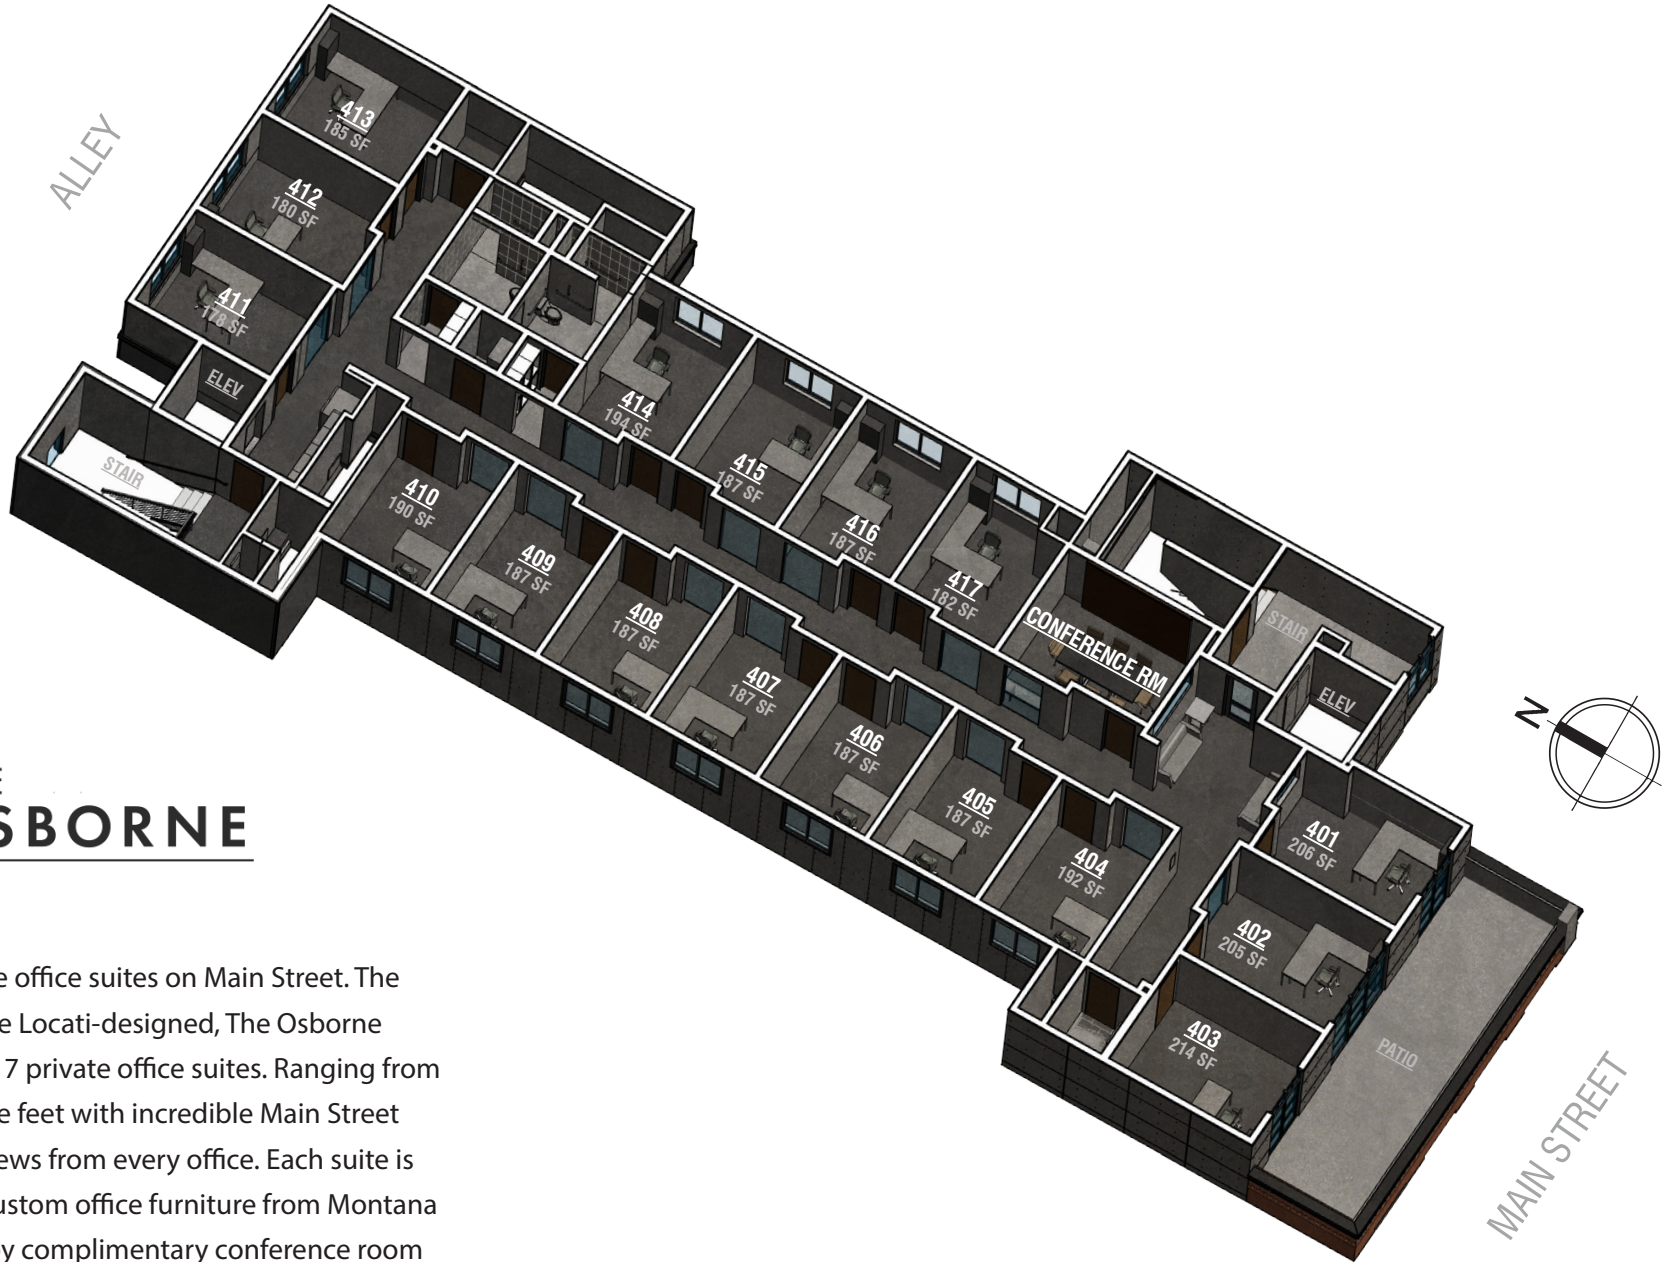 413
185 SF
ALLEY
412
180 SF
411
178 SF
ELEV
STAIR
414
194 SF
415
187 SF
410
190 SF
416
187 SF
409
187 SF
417
182 SF
408
187 SF
CONFERENCE RM
STAIR
407
187 SF
ELEV
N
406
187 SF
405
187 SF
404
192 SF
401
206 SF
402
205 SF
403
214 SF
PATIO
MAIN STREET
E
SBORNE
e office suites on Main Street. The
e Locati-designed, The Osborne
17 private office suites. Ranging from
e feet with incredible Main Street
ews from every office. Each suite is
ustom office furniture from Montana
by complimentary conference room